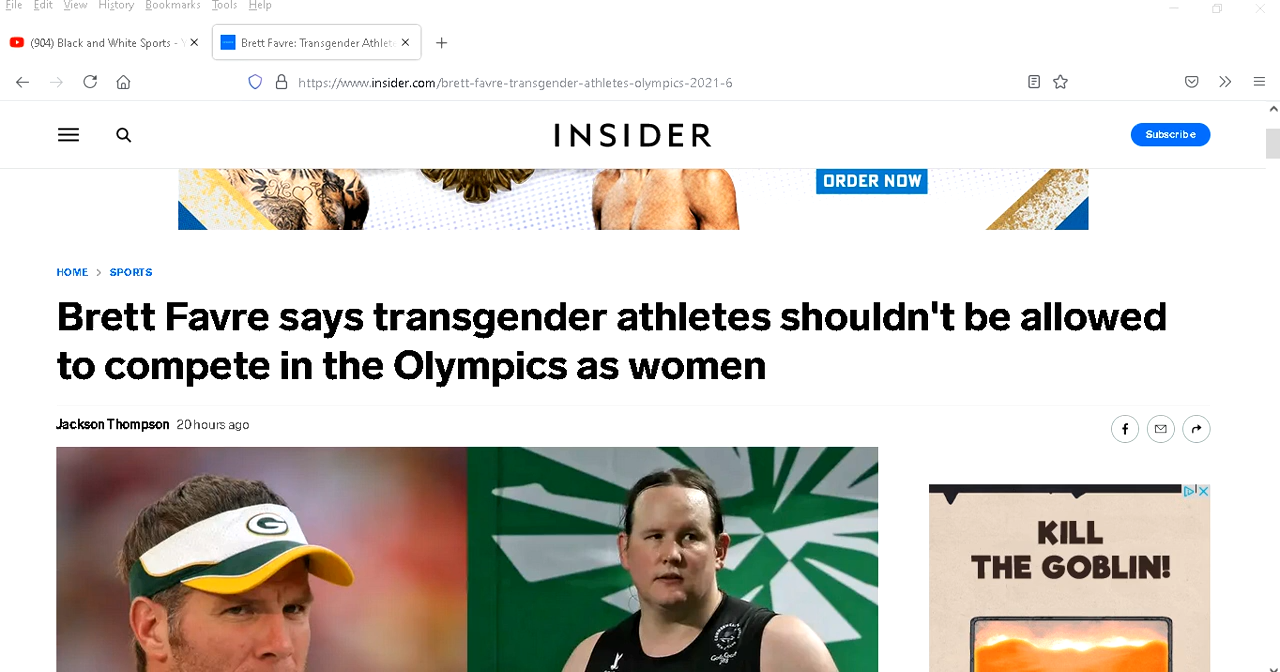 File Edit View History Bookmarks Tools Help
(904) Black and White Sports - Y
Brett Favre: Transgender Athlet
https://www.insider.com/brett-favre-transgender-athletes-olympics-2021-6
INSIDER
Subscribe
ORDER NOW
HOME > SPORTS
Brett Favre says transgender athletes shouldn't be allowed
to compete in the Olympics as women
Jackson Thompson 20 hours ago
G
KILL
THE GOBLIN!